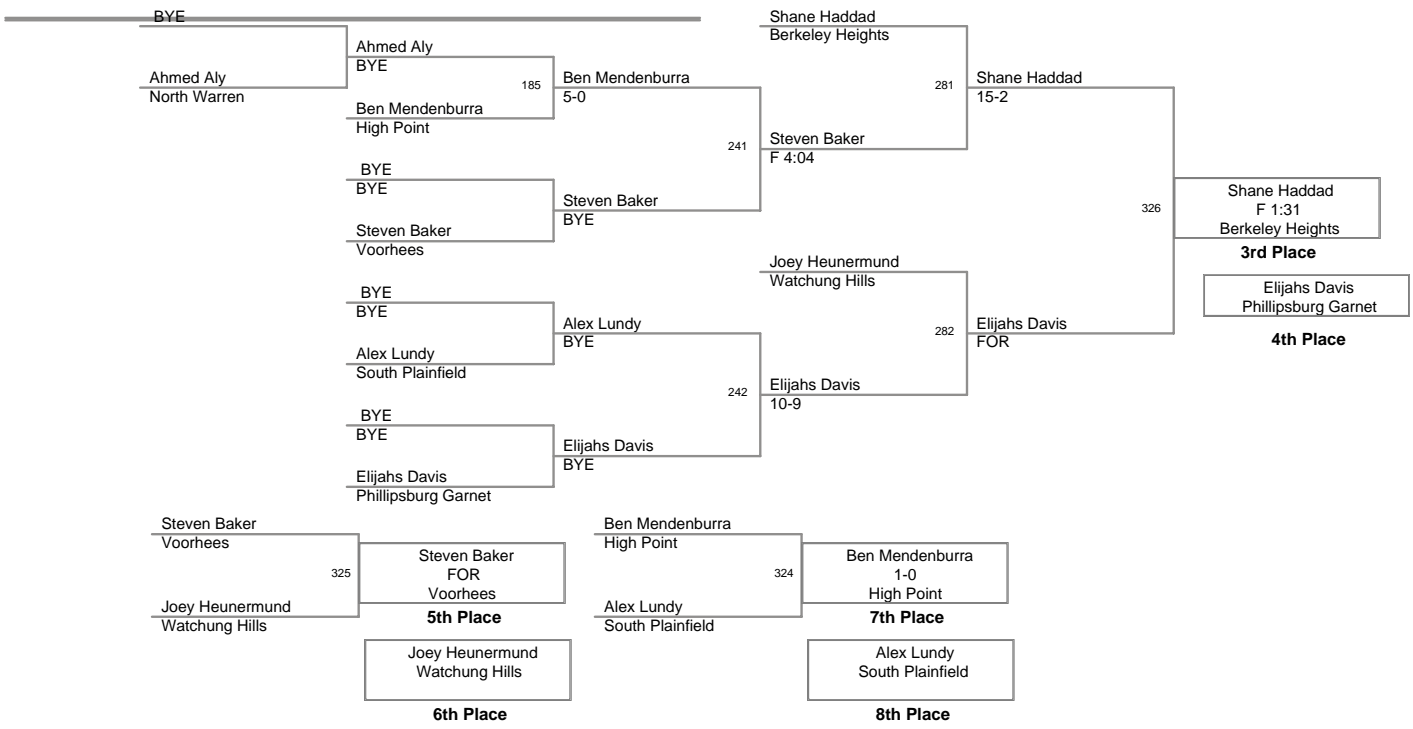 BYE
Ahmed Aly
North Warren
Ahmed Aly
BYE
185
Ben Mendenburra
High Point
Ben Mendenburra
5-0
BYE
BYE
Steven Baker
Voorhees
Steven Baker
BYE
241
Steven Baker
F 4:04
Shane Haddad
Berkeley Heights
281
Shane Haddad
15-2
BYE
BYE
Alex Lundy
South Plainfield
Alex Lundy
BYE
BYE
BYE
Elijahs Davis
Phillipsburg Garnet
Elijahs Davis
BYE
242
Elijahs Davis
10-9
Joey Heunermund
Watchung Hills
282
Elijahs Davis
FOR
326
Shane Haddad
F 1:31
Berkeley Heights
3rd Place
Elijahs Davis
Phillipsburg Garnet
4th Place
Steven Baker
Voorhees
325
Joey Heunermund
Watchung Hills
Steven Baker
FOR
Voorhees
5th Place
Joey Heunermund
Watchung Hills
6th Place
Ben Mendenburra
High Point
324
Alex Lundy
South Plainfield
Ben Mendenburra
1-0
High Point
7th Place
Alex Lundy
South Plainfield
8th Place